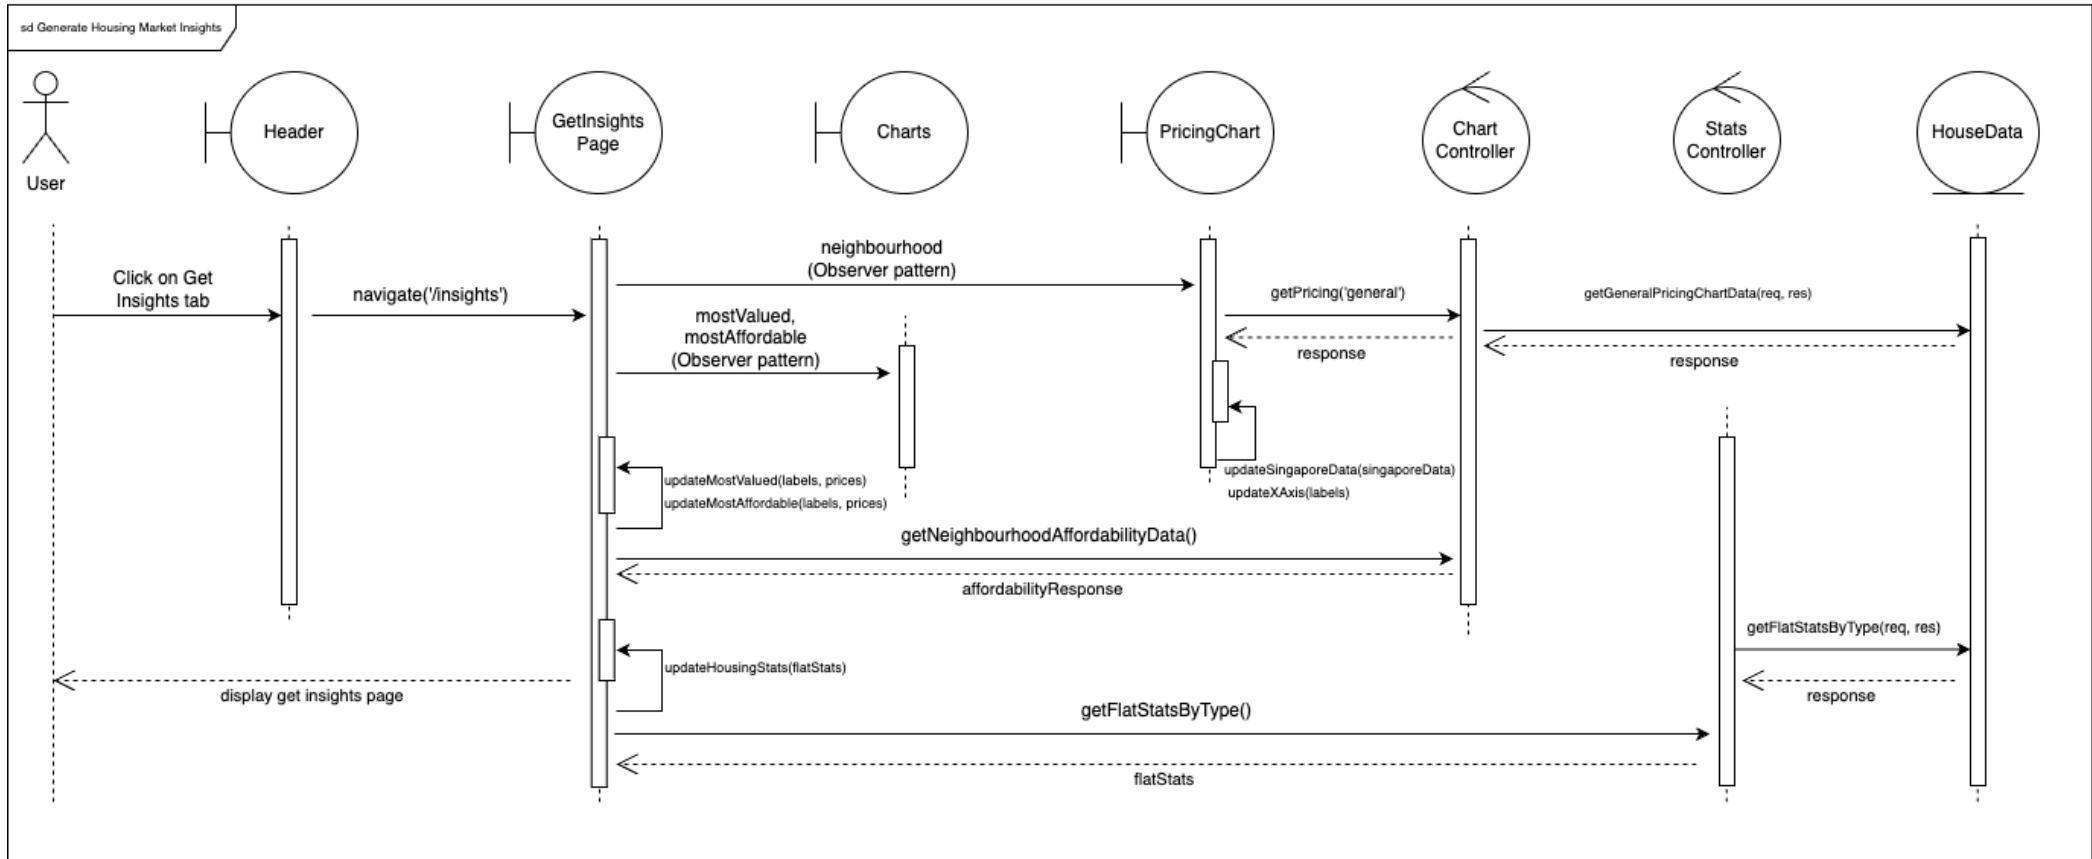 sd Generate Housing Market Insights
User
Header
GetInsights
Page
Charts
PricingChart
Chart
Controller
Stats
Controller
HouseData
Click on Get
Insights tab
navigate('/insights')
neighbourhood
(Observer pattern)
getPricing('general')
getGeneralPricingChartData(req, res)
response
response
mostValued,
mostAffordable
(Observer pattern)
updateSingaporeData(singaporeData)
updateXAxis(labels)
updateMostValued(labels, prices)
updateMostAffordable(labels, prices)
getNeighbourhoodAffordabilityData()
affordabilityResponse
getFlatStatsByType(req, res)
response
updateHousingStats(flatStats)
display get insights page
getFlatStatsByType()
flatStats